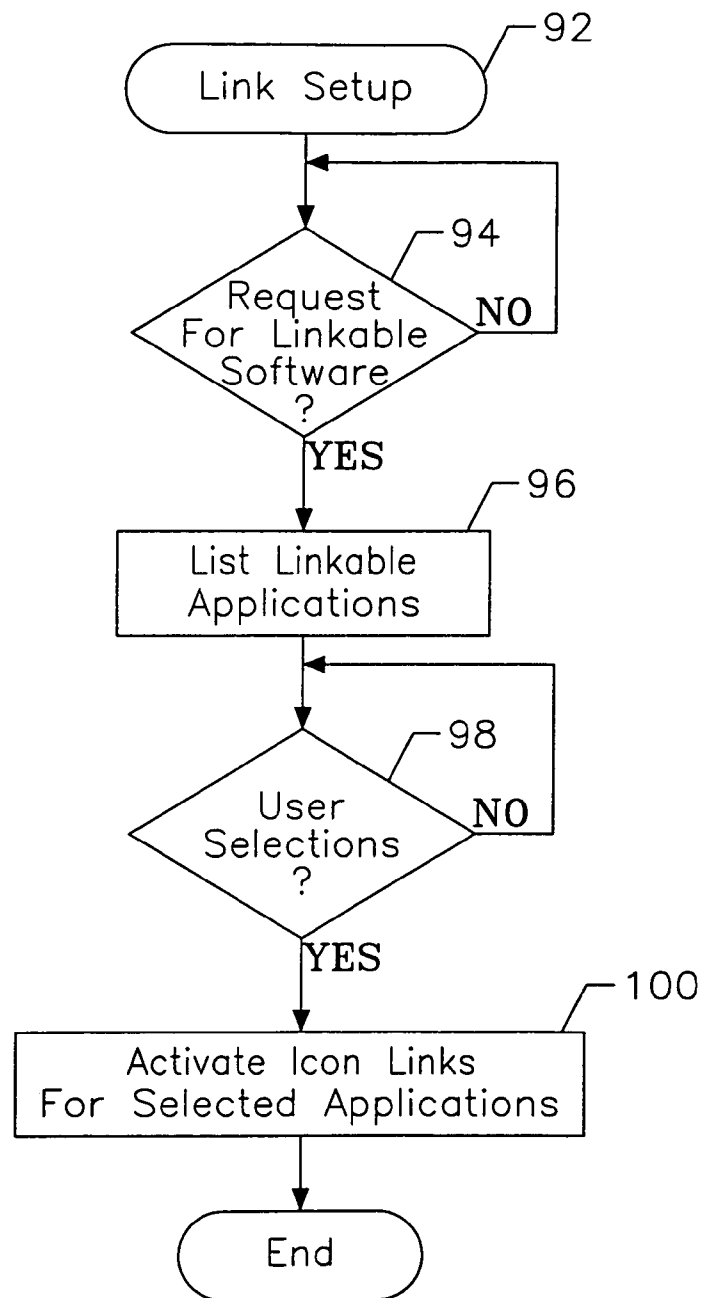 92
Link Setup
94
Request
For Linkable
Software
?
NO
YES
96
List Linkable
Applications
98
User
Selections
?
NO
YES
100
Activate Icon Links
For Selected Applications
End